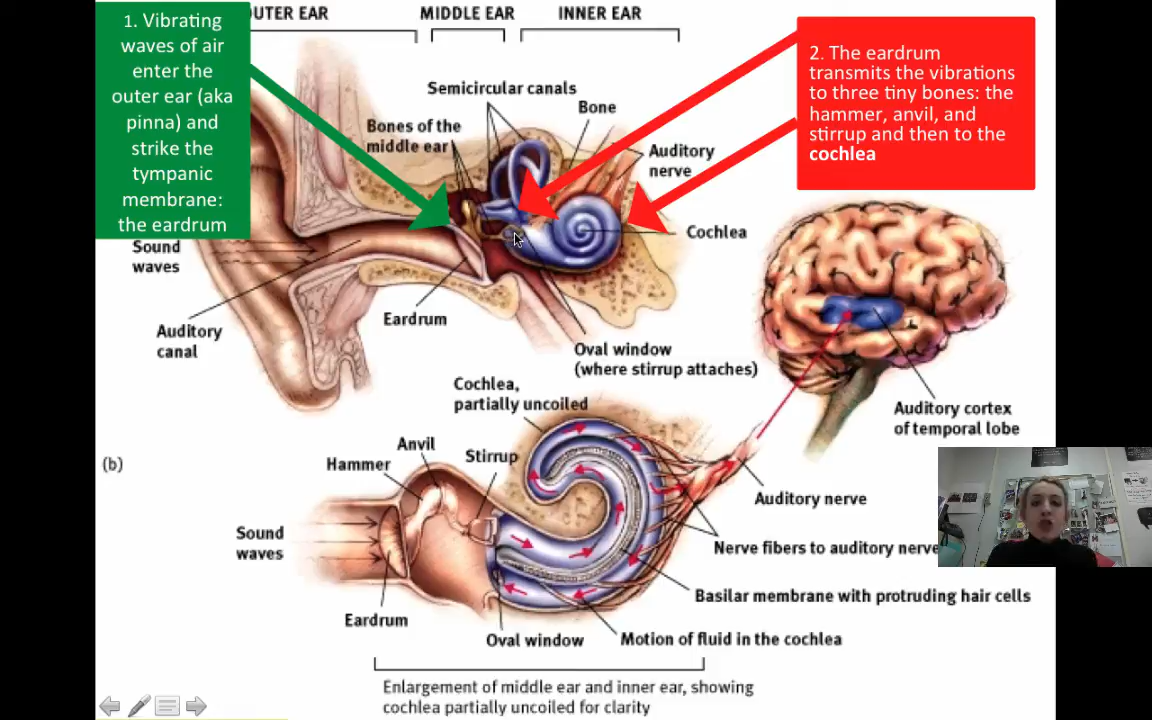 OUTER EAR
MIDDLE EAR
INNER EAR
1. Vibrating
waves of air
enter the
outer ear (aka
pinna) and
strike the
tympanic
membrane:
the eardrum
2. The eardrum
transmits the vibrations
to three tiny bones: the
hammer, anvil, and
stirrup and then to the
cochlea
Semicircular canals
Bone
Bones of the
middle ear
Auditory
nerve
Cochlea
Sound
waves
Auditory
canal
Eardrum
Oval window
(where stirrup attaches)
Auditory cortex
of temporal lobe
(b)
Cochlea,
partially uncoiled
Anvil
Stirrup
Hammer
Auditory nerve
Sound
waves
Nerve fibers to auditory nerve
Basilar membrane with protruding hair cells
Eardrum
Oval window
Motion of fluid in the cochlea
Enlargement of middle ear and inner ear, showing
cochlea partially uncoiled for clarity